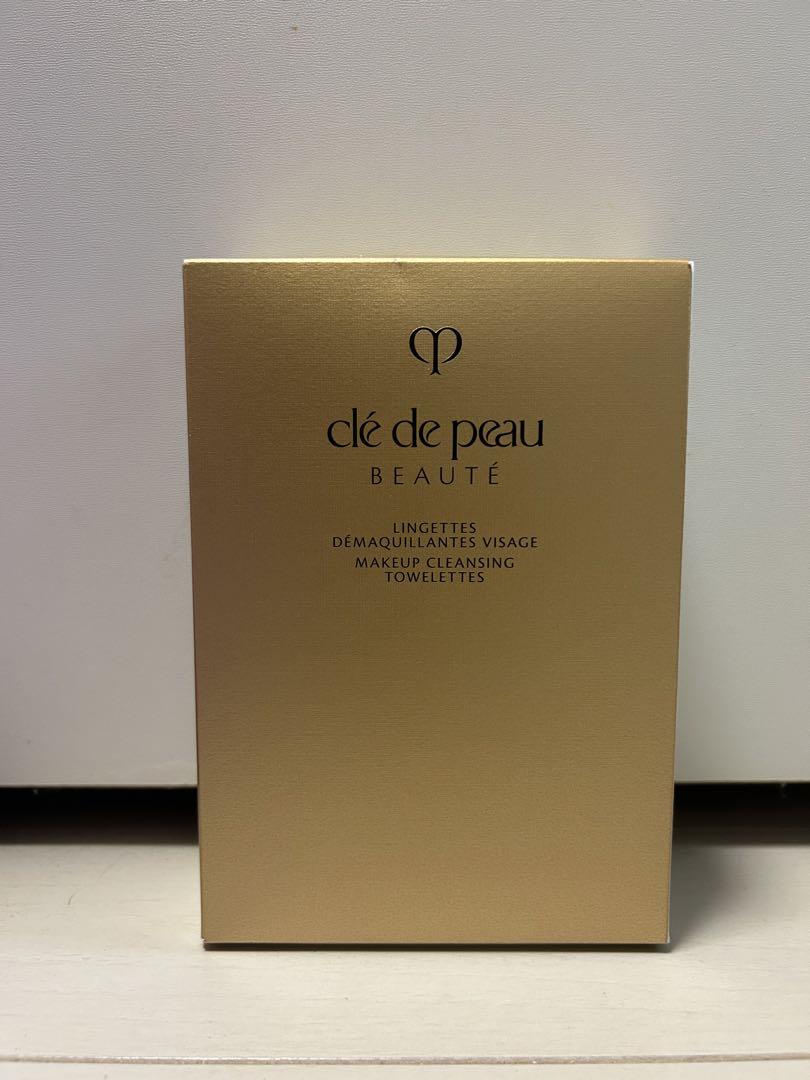 clé de peau
BEAUTÉ
LINGETTES
DÉMAQUILLANTES VISAGE
MAKEUP CLEANSING
TOWELETTES